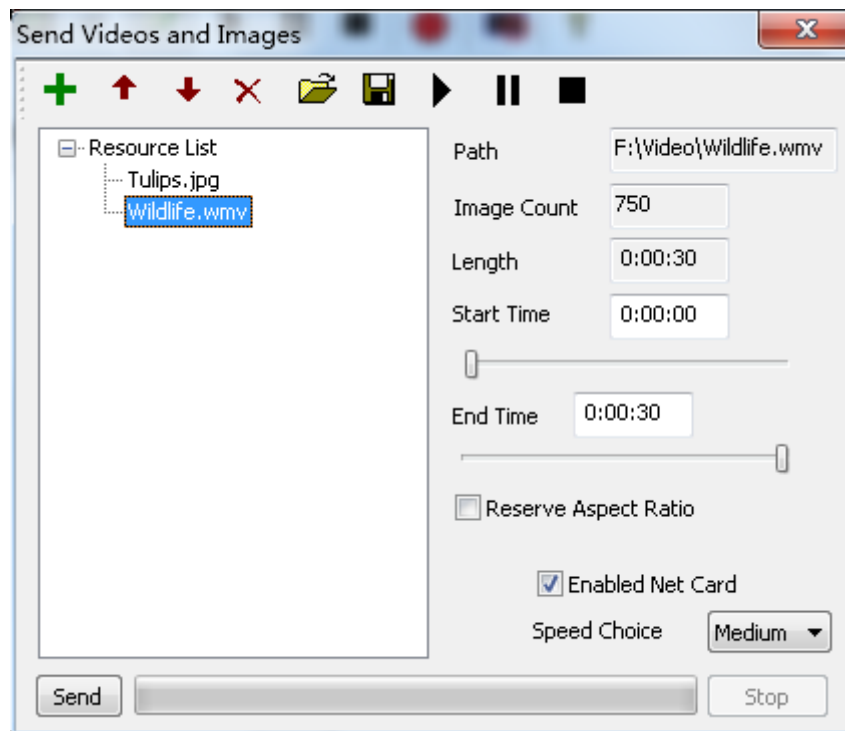 Send Videos and Images
Resource List
Tulips.jpg
Wildlife.wmv
Path F:\Video\Wildlife.wmv
Image Count 750
Length 0:00:30
Start Time 0:00:00
End Time 0:00:30
Reserve Aspect Ratio
Enabled Net Card
Speed Choice Medium
Send Stop